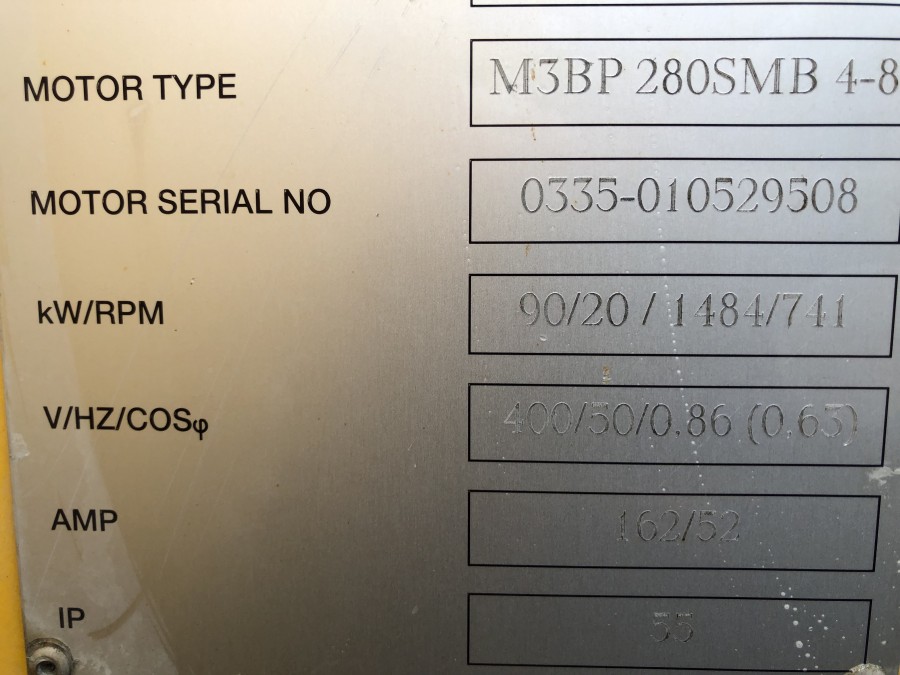 MOTOR TYPE M3BP 280SMB 4-8
MOTOR SERIAL NO 0335-010529508
kW/RPM 90/20 / 1484/741
V/HZ/COSφ 400/50/0.86 (0.63)
AMP 162/52
IP 55